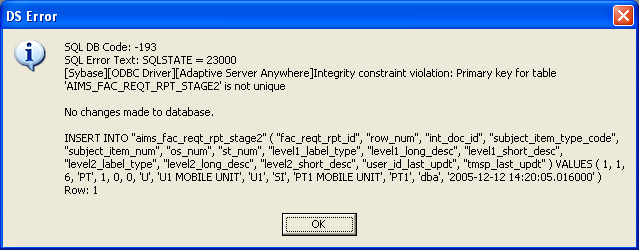 DS Error
SQL DB Code: -193
SQL Error Text: SQLSTATE = 23000
[Sybase][ODBC Driver][Adaptive Server Anywhere]Integrity constraint violation: Primary key for table
'AIMS_FAC_REQT_RPT_STAGE2' is not unique
No changes made to database.
INSERT INTO "aims_fac_reqt_rpt_stage2" ( "fac_reqt_rpt_id", "row_num", "int_doc_id", "subject_item_type_code",
"subject_item_num", "os_num", "st_num", "level1_label_type", "level1_long_desc", "level1_short_desc",
"level2_label_type", "level2_long_desc", "level2_short_desc", "user_id_last_updt", "tmsp_last_updt" ) VALUES ( 1, 1,
6, 'PT', 1, 0, 0, 'U', 'U1 MOBILE UNIT', 'U1', 'SI', 'PT1 MOBILE UNIT', 'PT1', 'dba', '2005-12-12 14:20:05.016000' )
Row: 1
OK